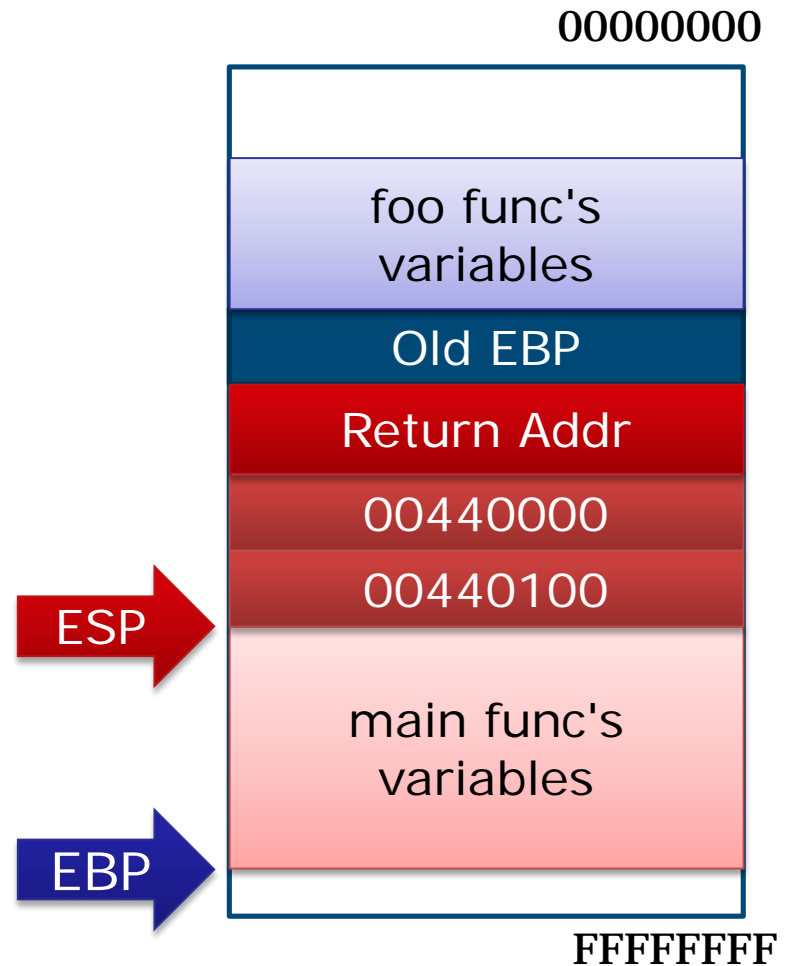 00000000
foo func's
variables
Old EBP
Return Addr
00440000
00440100
ESP
main func's
variables
EBP
FFFFFFFF